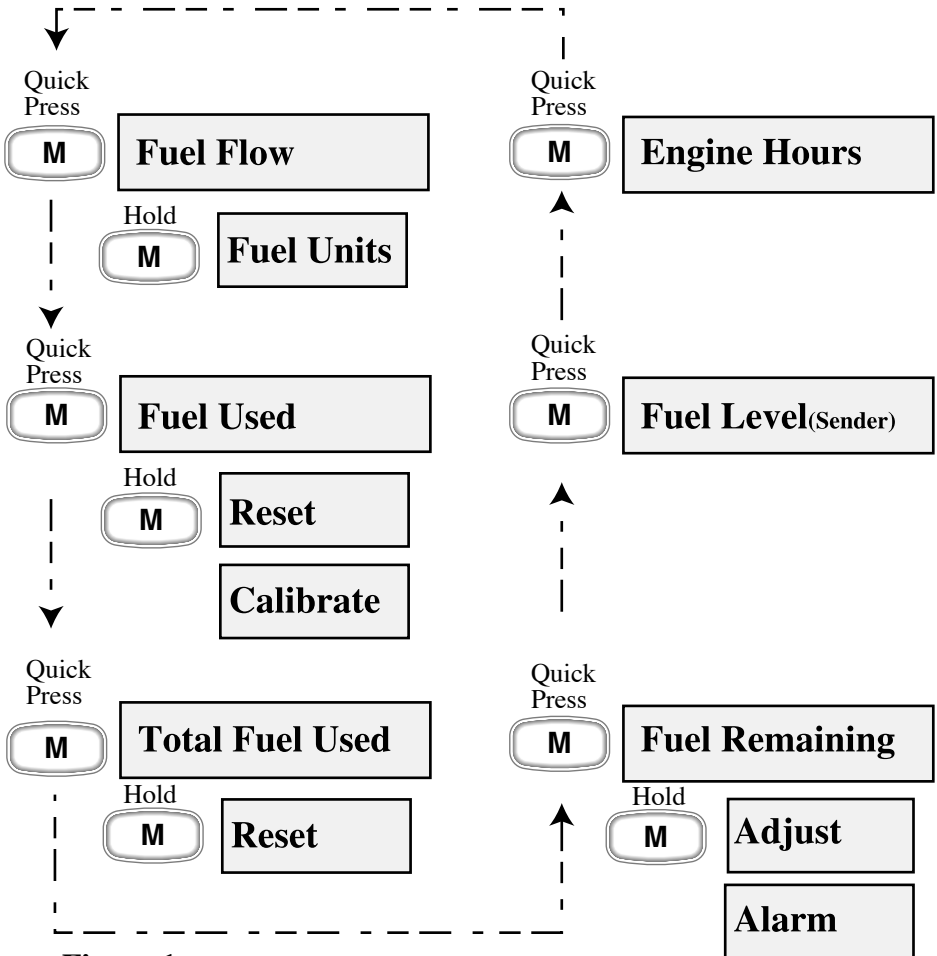 Quick
Press
M
Fuel Flow
Hold
M
Fuel Units
Quick
Press
M
Fuel Used
Hold
M
Reset
Calibrate
Quick
Press
M
Total Fuel Used
Hold
M
Reset
Quick
Press
M
Engine Hours
Quick
Press
M
Fuel Level(Sender)
Quick
Press
M
Fuel Remaining
Hold
M
Adjust
Alarm